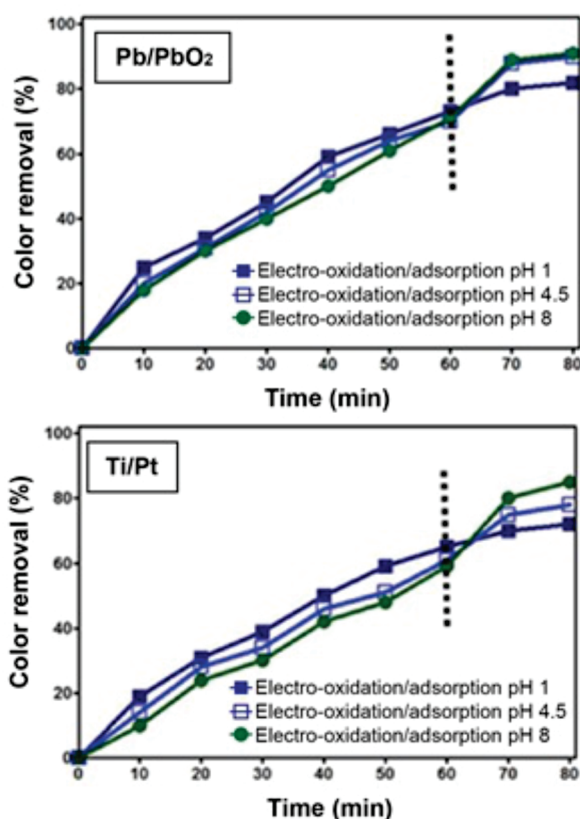 100
Pb/PbO₂
80
60
40
20
0
Color removal (%)
Electro-oxidation/adsorption pH 1
Electro-oxidation/adsorption pH 4.5
Electro-oxidation/adsorption pH 8
0 10 20 30 40 50 60 70 80
Time (min)
100
Ti/Pt
80
60
40
20
0
Color removal (%)
Electro-oxidation/adsorption pH 1
Electro-oxidation/adsorption pH 4.5
Electro-oxidation/adsorption pH 8
0 10 20 30 40 50 60 70 80
Time (min)